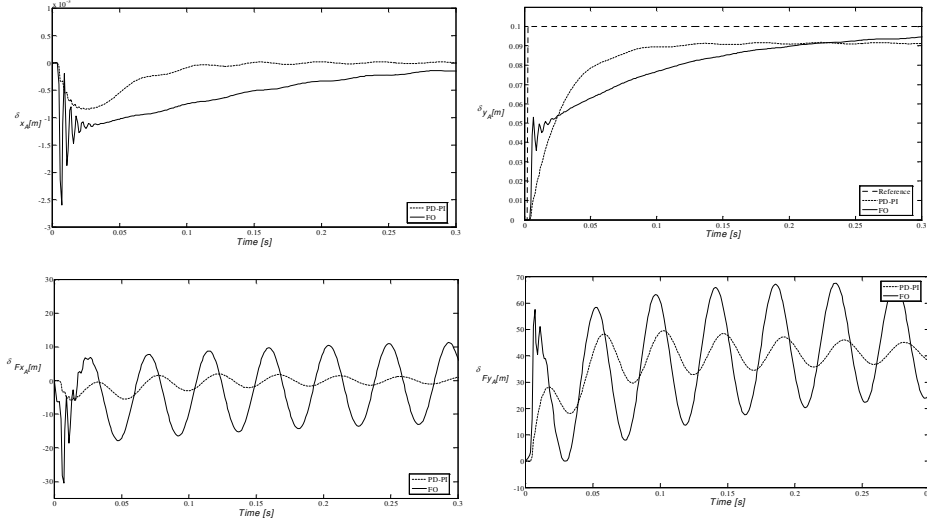 x 10⁻³
1
0
-0.5
-1
-1.5
-2
-2.5
-3
δ x_A[m]
0 0.05 0.1 0.15 0.2 0.25 0.3
Time [s]
PD-PI
FO
0.1
0.09
0.08
0.07
0.06
0.05
0.04
0.03
0.02
0.01
0
δ y_A[m]
0 0.05 0.1 0.15 0.2 0.25 0.3
Time [s]
Reference
PD-PI
FO
30
20
10
0
-10
-20
-30
δ Fx_A[m]
0 0.05 0.1 0.15 0.2 0.25 0.3
Time [s]
PD-PI
FO
70
60
50
40
30
20
10
0
-10
δ Fy_A[m]
0 0.05 0.1 0.15 0.2 0.25 0.3
Time [s]
PD-PI
FO